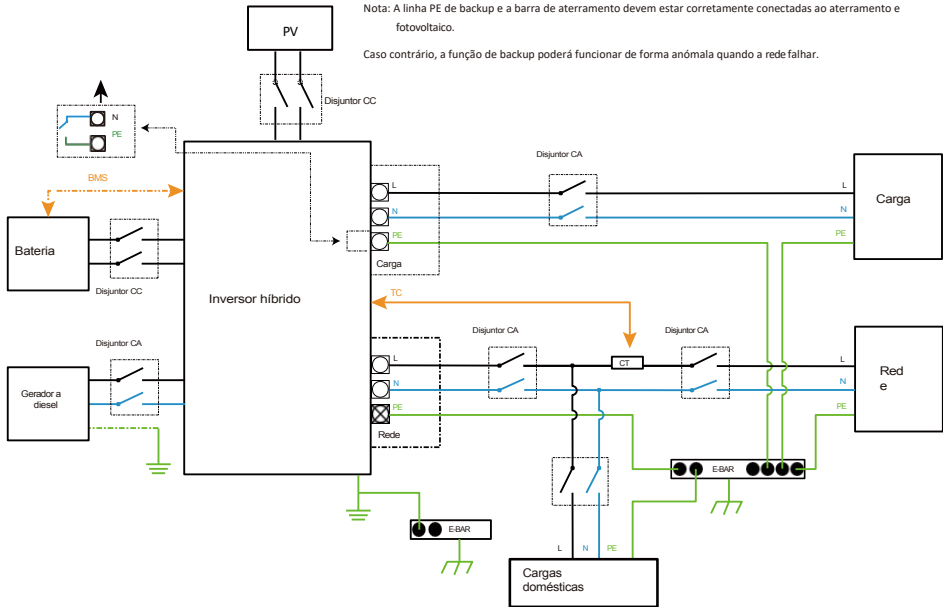 Nota: A linha PE de backup e a barra de aterramento devem estar corretamente conectadas ao aterramento e
fotovoltaico.
Caso contrário, a função de backup poderá funcionar de forma anómala quando a rede falhar.
PV
Disjuntor CC
N
PE
BMS
Bateria
Disjuntor CC
Disjuntor CA
Gerador a
diesel
Inversor híbrido
L
N
PE
Carga
Disjuntor CA
L
N
PE
Carga
TC
Disjuntor CA
Disjuntor CA
L
N
PE
Rede
CT
L
N
PE
Red
e
E-BAR
E-BAR
L
N
PE
Cargas
domésticas